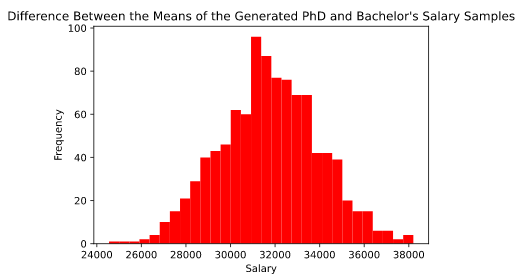 Difference Between the Means of the Generated PhD and Bachelor's Salary Samples
100
80
60
40
20
0
Frequency
24000 26000 28000 30000 32000 34000 36000 38000
Salary